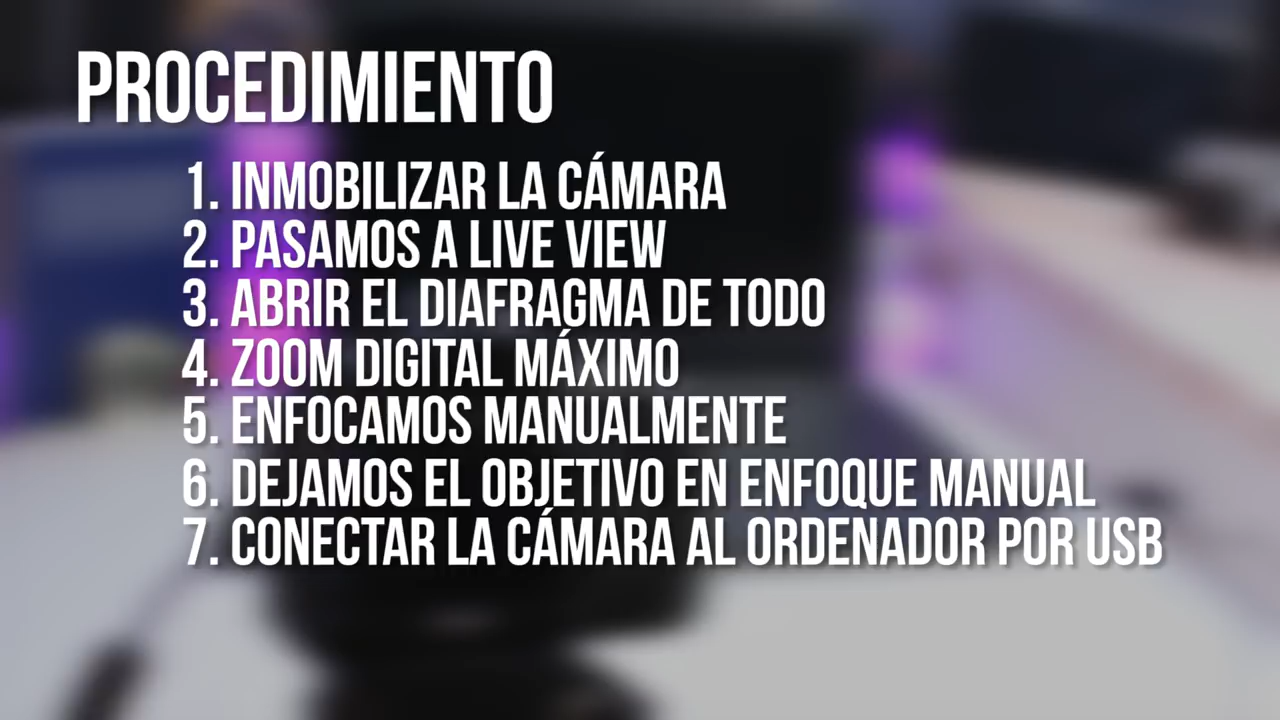 PROCEDIMIENTO
1. INMOBILIZAR LA CÁMARA
2. PASAMOS A LIVE VIEW
3. ABRIR EL DIAFRAGMA DE TODO
4. ZOOM DIGITAL MÁXIMO
5. ENFOCAMOS MANUALMENTE
6. DEJAMOS EL OBJETIVO EN ENFOQUE MANUAL
7. CONECTAR LA CÁMARA AL ORDENADOR POR USB